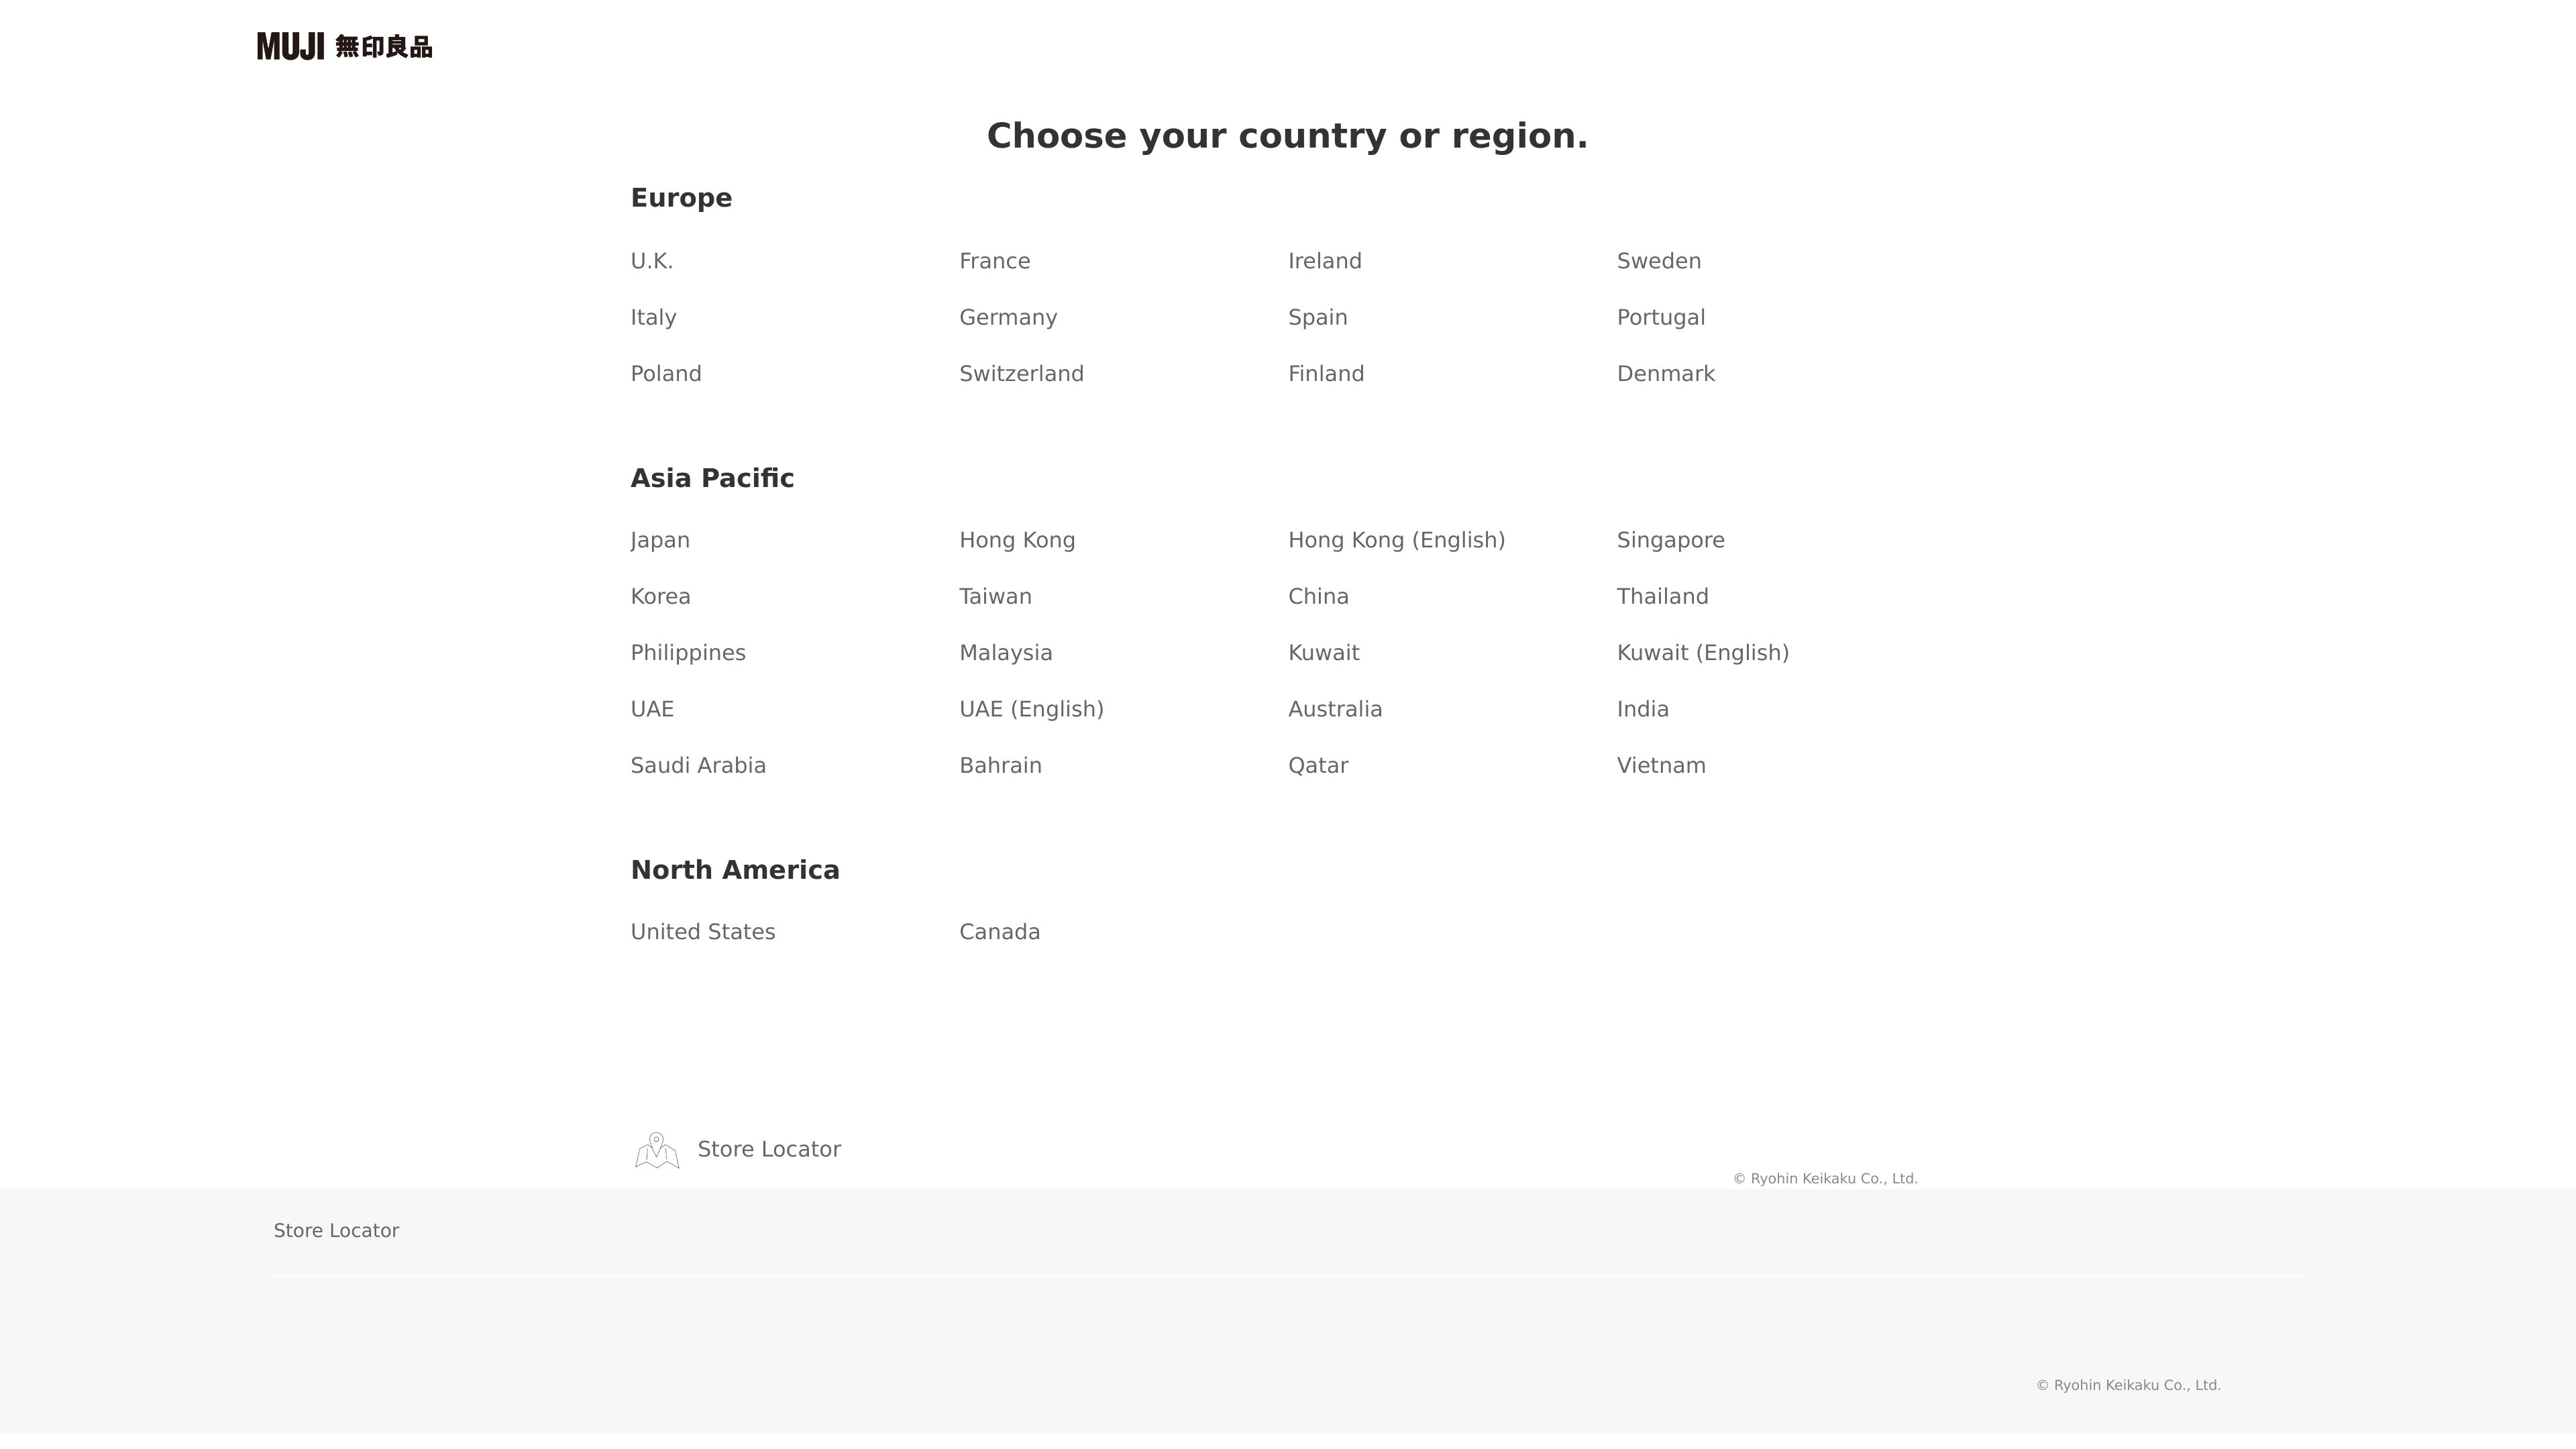 MUJI 無印良品
Choose your country or region.
Europe
U.K. France Ireland Sweden
Italy Germany Spain Portugal
Poland Switzerland Finland Denmark
Asia Pacific
Japan Hong Kong Hong Kong (English) Singapore
Korea Taiwan China Thailand
Philippines Malaysia Kuwait Kuwait (English)
UAE UAE (English) Australia India
Saudi Arabia Bahrain Qatar Vietnam
North America
United States Canada
Store Locator
© Ryohin Keikaku Co., Ltd.
Store Locator
© Ryohin Keikaku Co., Ltd.